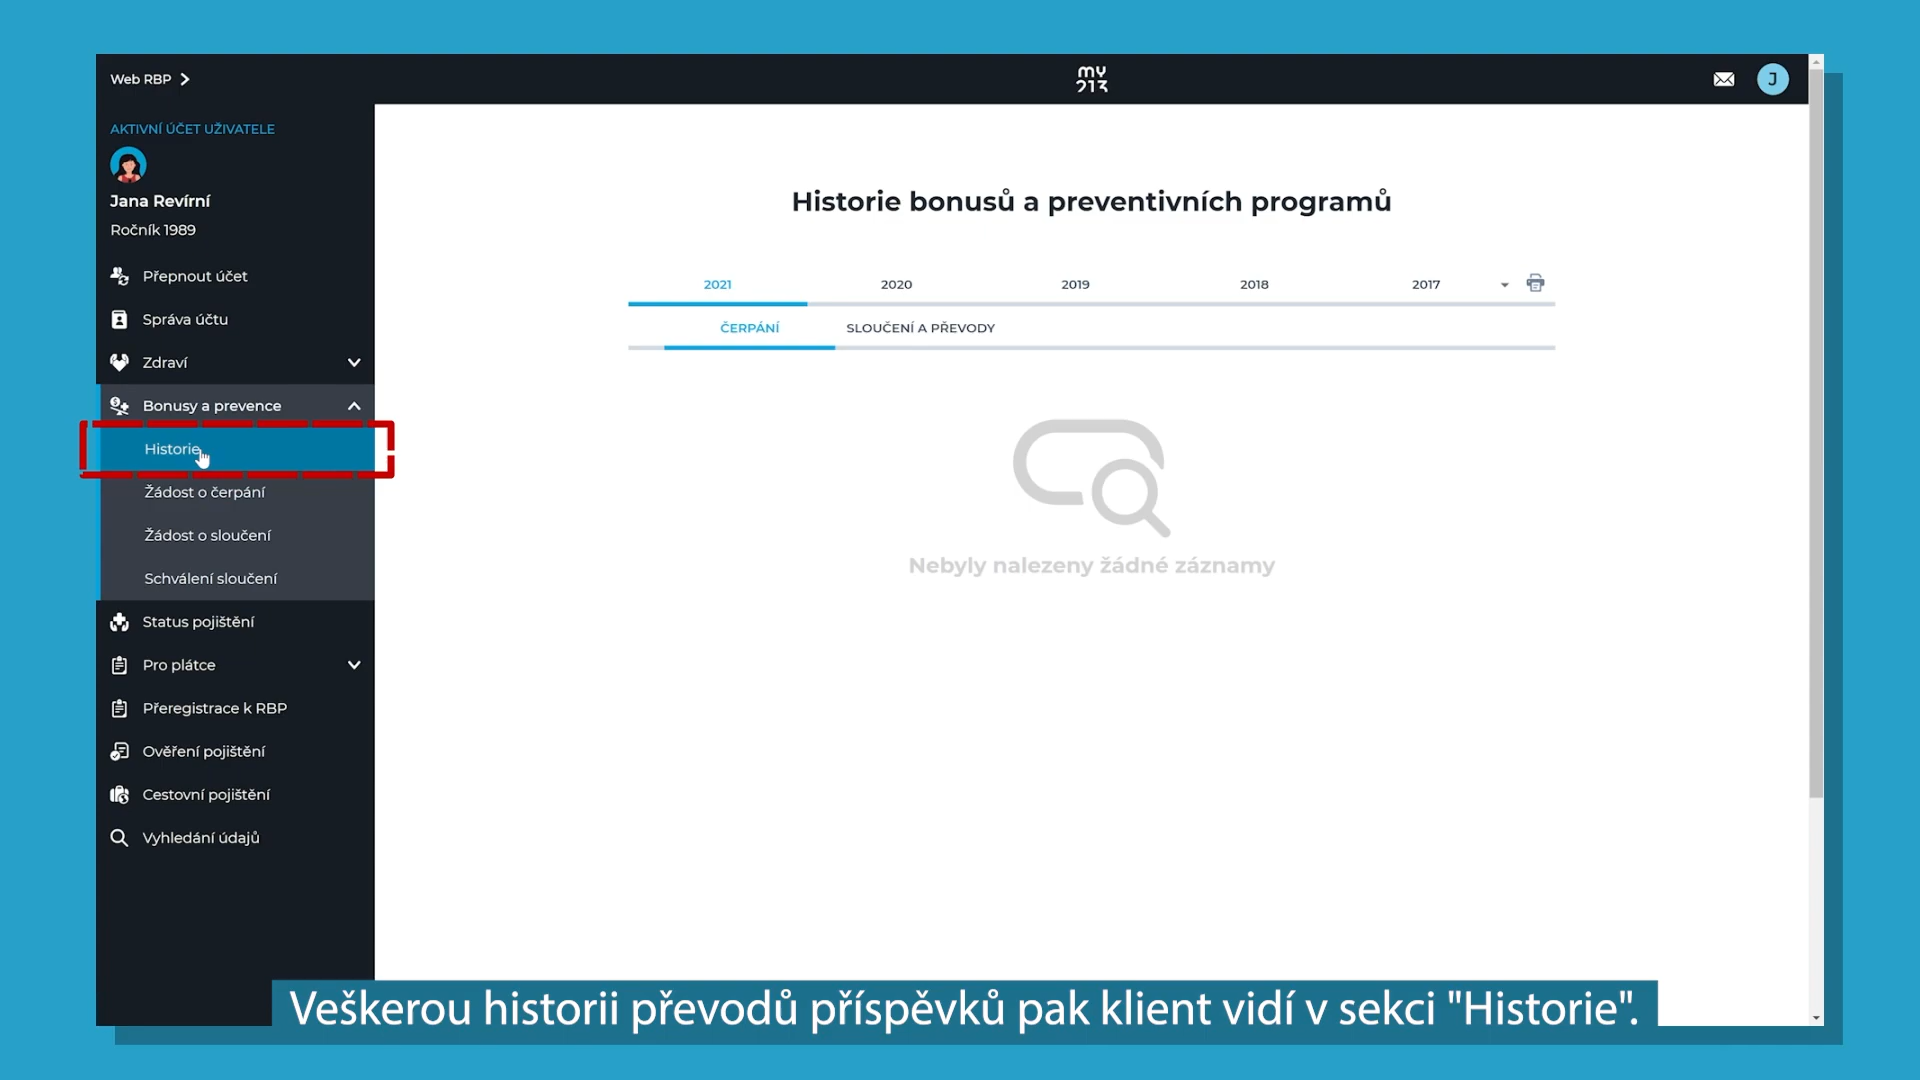 Web RBP
MY
213
J
AKTIVNÍ ÚČET UŽIVATELE
Jana Revírní
Ročník 1989
Přepnout účet
Správa účtu
Zdraví
Bonusy a prevence
Historie
Žádost o čerpání
Žádost o sloučení
Schválení sloučení
Status pojištění
Pro plátce
Přeregistrace k RBP
Ověření pojištění
Cestovní pojištění
Vyhledání údajů
Historie bonusů a preventivních programů
2021 2020 2019 2018 2017
ČERPÁNÍ SLOUČENÍ A PŘEVODY
Nebyly nalezeny žádné záznamy
Veškerou historii převodů příspěvků pak klient vidí v sekci "Historie".